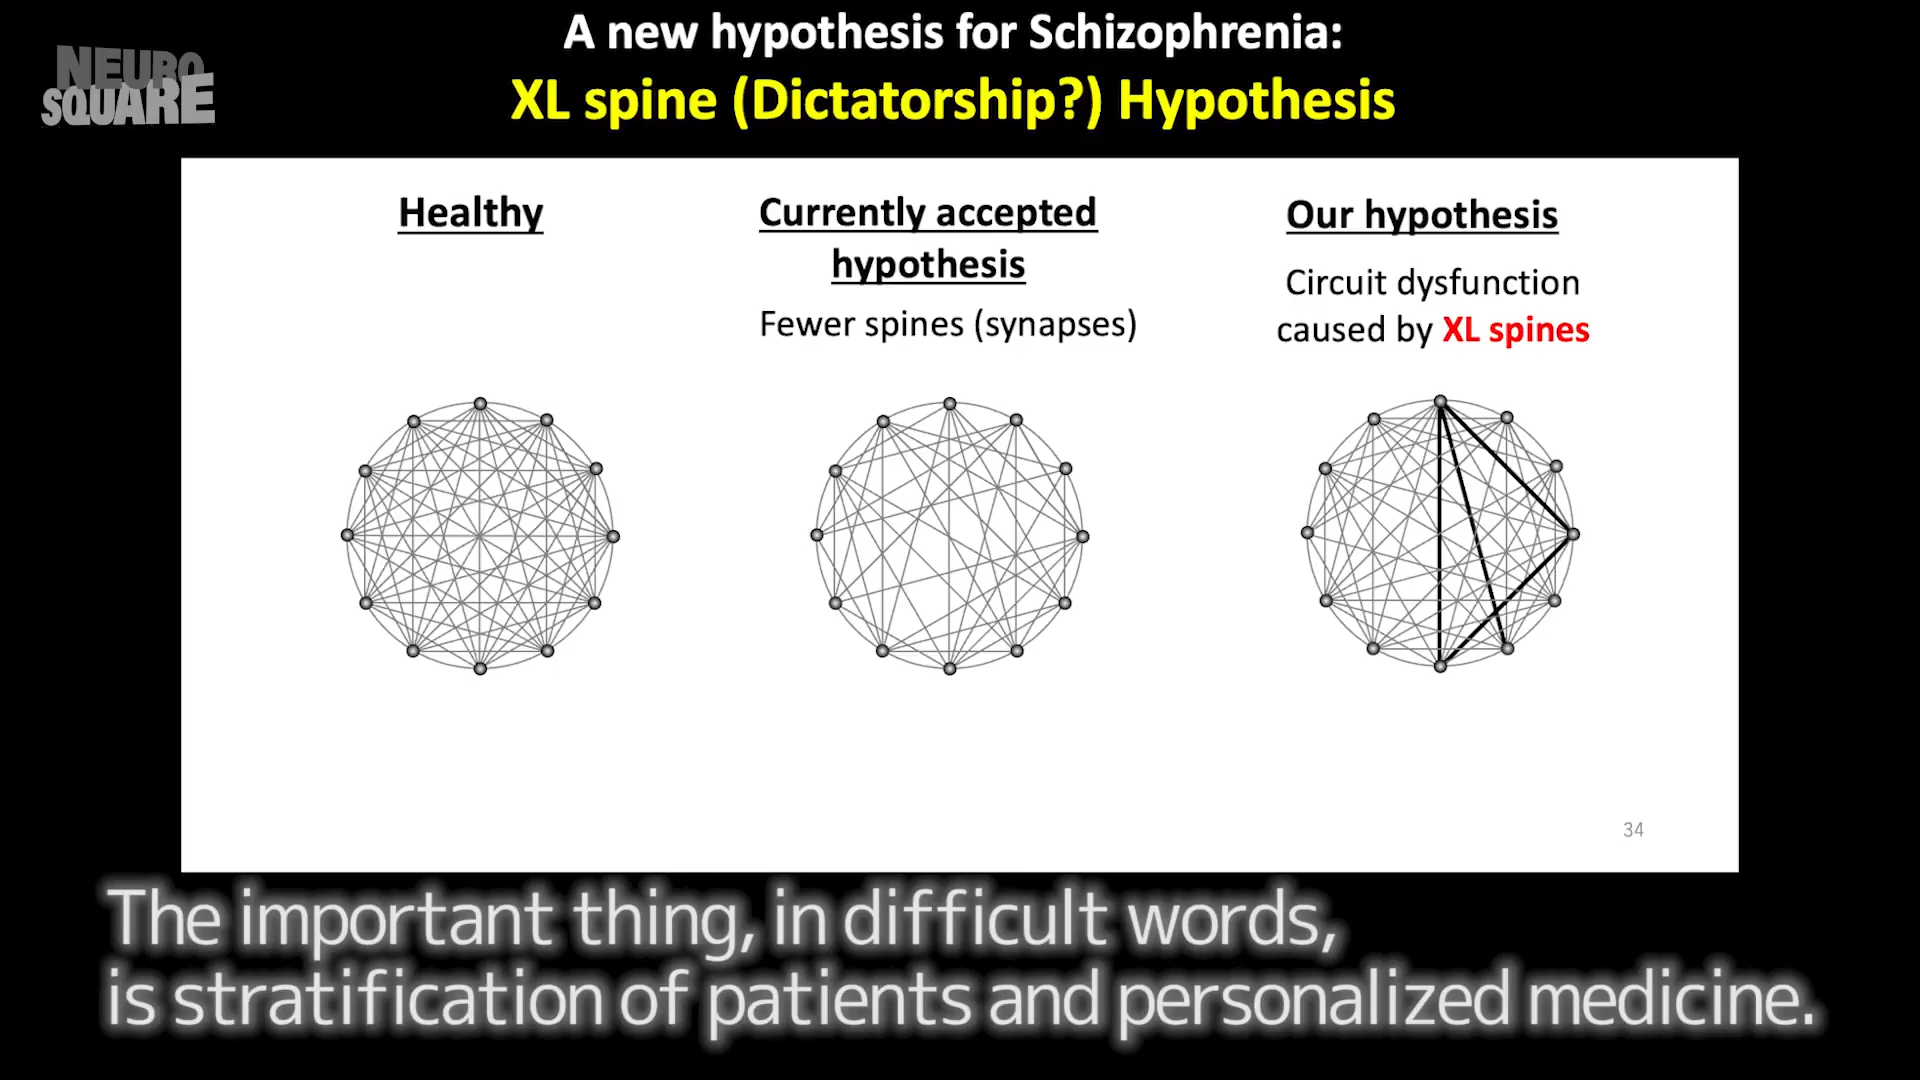 NEURO
SQUARE
A new hypothesis for Schizophrenia:
XL spine (Dictatorship?) Hypothesis
Healthy
Currently accepted
hypothesis
Fewer spines (synapses)
Our hypothesis
Circuit dysfunction
caused by XL spines
34
The important thing, in difficult words,
is stratification of patients and personalized medicine.